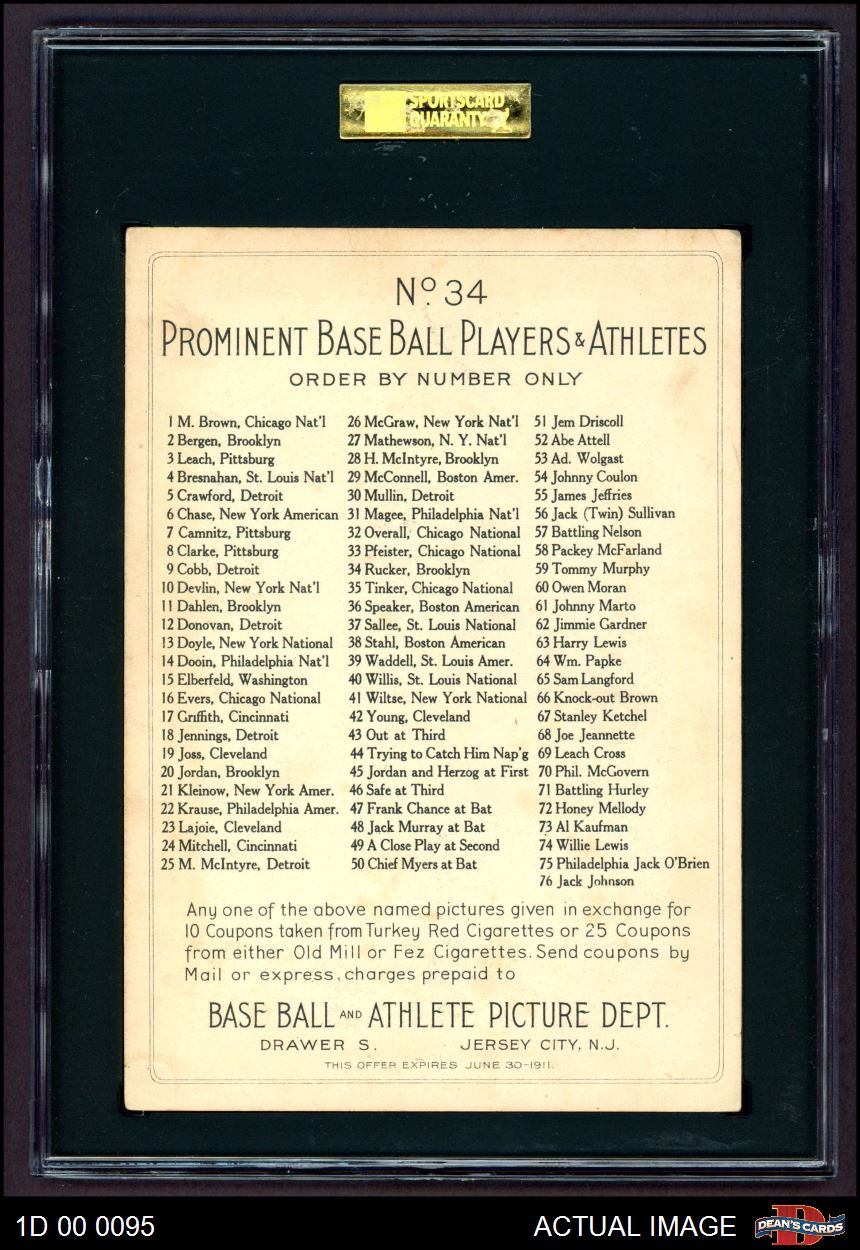 SPORTSCARD
GUARANTY
Nº 34
PROMINENT BASE BALL PLAYERS & ATHLETES
ORDER BY NUMBER ONLY
1 M. Brown, Chicago Nat'l
2 Bergen, Brooklyn
3 Leach, Pittsburg
4 Bresnahan, St. Louis Nat'l
5 Crawford, Detroit
6 Chase, New York American
7 Camnitz, Pittsburg
8 Clarke, Pittsburg
9 Cobb, Detroit
10 Devlin, New York Nat'l
11 Dahlen, Brooklyn
12 Donovan, Detroit
13 Doyle, New York National
14 Dooin, Philadelphia Nat'l
15 Elberfeld, Washington
16 Evers, Chicago National
17 Griffith, Cincinnati
18 Jennings, Detroit
19 Joss, Cleveland
20 Jordan, Brooklyn
21 Kleinow, New York Amer.
22 Krause, Philadelphia Amer.
23 Lajoie, Cleveland
24 Mitchell, Cincinnati
25 M. McIntyre, Detroit
26 McGraw, New York Nat'l
27 Mathewson, N. Y. Nat'l
28 H. McIntyre, Brooklyn
29 McConnell, Boston Amer.
30 Mullin, Detroit
31 Magee, Philadelphia Nat'l
32 Overall, Chicago National
33 Pfeister, Chicago National
34 Rucker, Brooklyn
35 Tinker, Chicago National
36 Speaker, Boston American
37 Sallee, St. Louis National
38 Stahl, Boston American
39 Waddell, St. Louis Amer.
40 Willis, St. Louis National
41 Wiltse, New York National
42 Young, Cleveland
43 Out at Third
44 Trying to Catch Him Nap'g
45 Jordan and Herzog at First
46 Safe at Third
47 Frank Chance at Bat
48 Jack Murray at Bat
49 A Close Play at Second
50 Chief Myers at Bat
51 Jem Driscoll
52 Abe Attell
53 Ad. Wolgast
54 Johnny Coulon
55 James Jeffries
56 Jack (Twin) Sullivan
57 Battling Nelson
58 Packey McFarland
59 Tommy Murphy
60 Owen Moran
61 Johnny Marto
62 Jimmie Gardner
63 Harry Lewis
64 Wm. Papke
65 Sam Langford
66 Knock-out Brown
67 Stanley Ketchel
68 Joe Jeannette
69 Leach Cross
70 Phil. McGovern
71 Battling Hurley
72 Honey Mellody
73 Al Kaufman
74 Willie Lewis
75 Philadelphia Jack O'Brien
76 Jack Johnson
Any one of the above named pictures given in exchange for
10 Coupons taken from Turkey Red Cigarettes or 25 Coupons
from either Old Mill or Fez Cigarettes. Send coupons by
Mail or express, charges prepaid to
BASE BALL AND ATHLETE PICTURE DEPT.
DRAWER S. JERSEY CITY, N.J.
THIS OFFER EXPIRES JUNE 30-1911.
1D 00 0095
ACTUAL IMAGE
DEAN'S CARDS